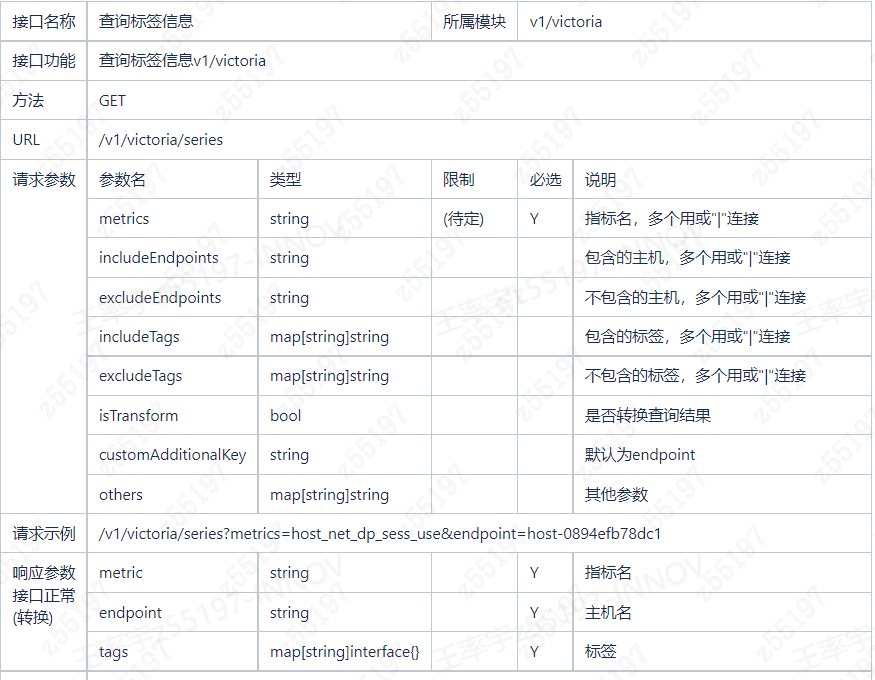 接口名称 查询标签信息 所属模块 v1/victoria
接口功能 查询标签信息v1/victoria
方法 GET
URL /v1/victoria/series
请求参数 参数名 类型 限制 必选 说明
metrics string (待定) Y 指标名，多个用或"|"连接
includeEndpoints string 包含的主机，多个用或"|"连接
excludeEndpoints string 不包含的主机，多个用或"|"连接
includeTags map[string]string 包含的标签，多个用或"|"连接
excludeTags map[string]string 不包含的标签，多个用或"|"连接
isTransform bool 是否转换查询结果
customAdditionalKey string 默认为endpoint
others map[string]string 其他参数
请求示例 /v1/victoria/series?metrics=host_net_dp_sess_use&endpoint=host-0894efb78dc1
响应参数 metric string Y 指标名
接口正常
(转换) endpoint string Y 主机名
tags map[string]interface{} Y 标签